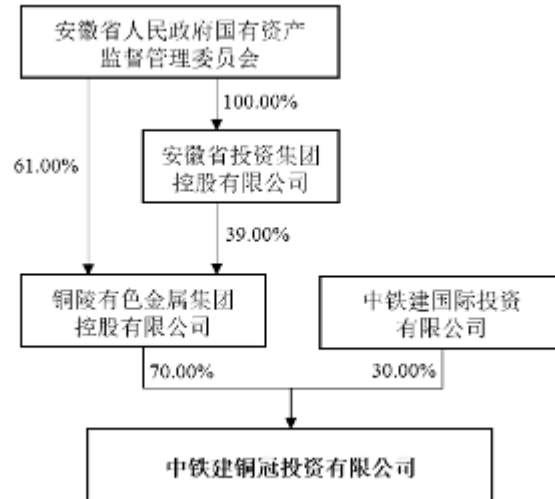 安徽省人民政府国有资产
监督管理委员会
100.00%
61.00%
安徽省投资集团
控股有限公司
39.00%
铜陵有色金属集团
控股有限公司
中铁建国际投资
有限公司
70.00%
30.00%
中铁建铜冠投资有限公司